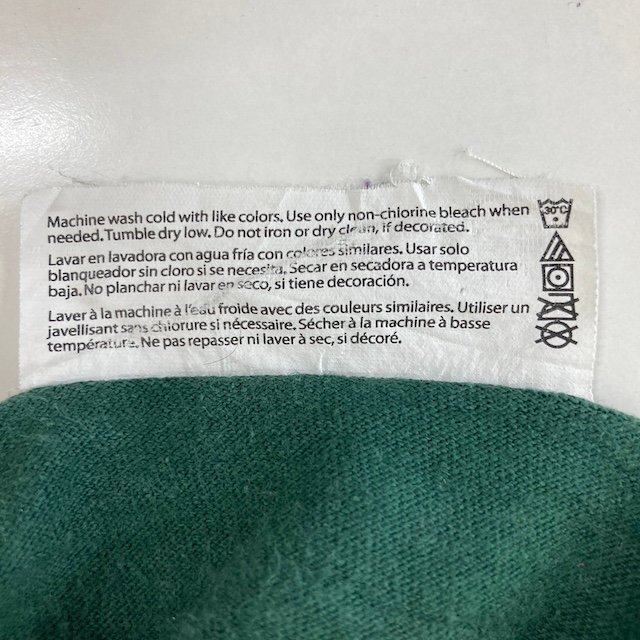 Machine wash cold with like colors. Use only non-chlorine bleach when
needed. Tumble dry low. Do not iron or dry clean, if decorated.
Lavar en lavadora con agua fría con colores similares. Usar solo
blanqueador sin cloro si se necesita. Secar en secadora a temperatura
baja. No planchar ni lavar en seco, si tiene decoración.
Laver à la machine à l'eau froide avec des couleurs similaires. Utiliser un
javellisant sans chlorure si nécessaire. Sécher à la machine à basse
température. Ne pas repasser ni laver à sec, si décoré.
30°C